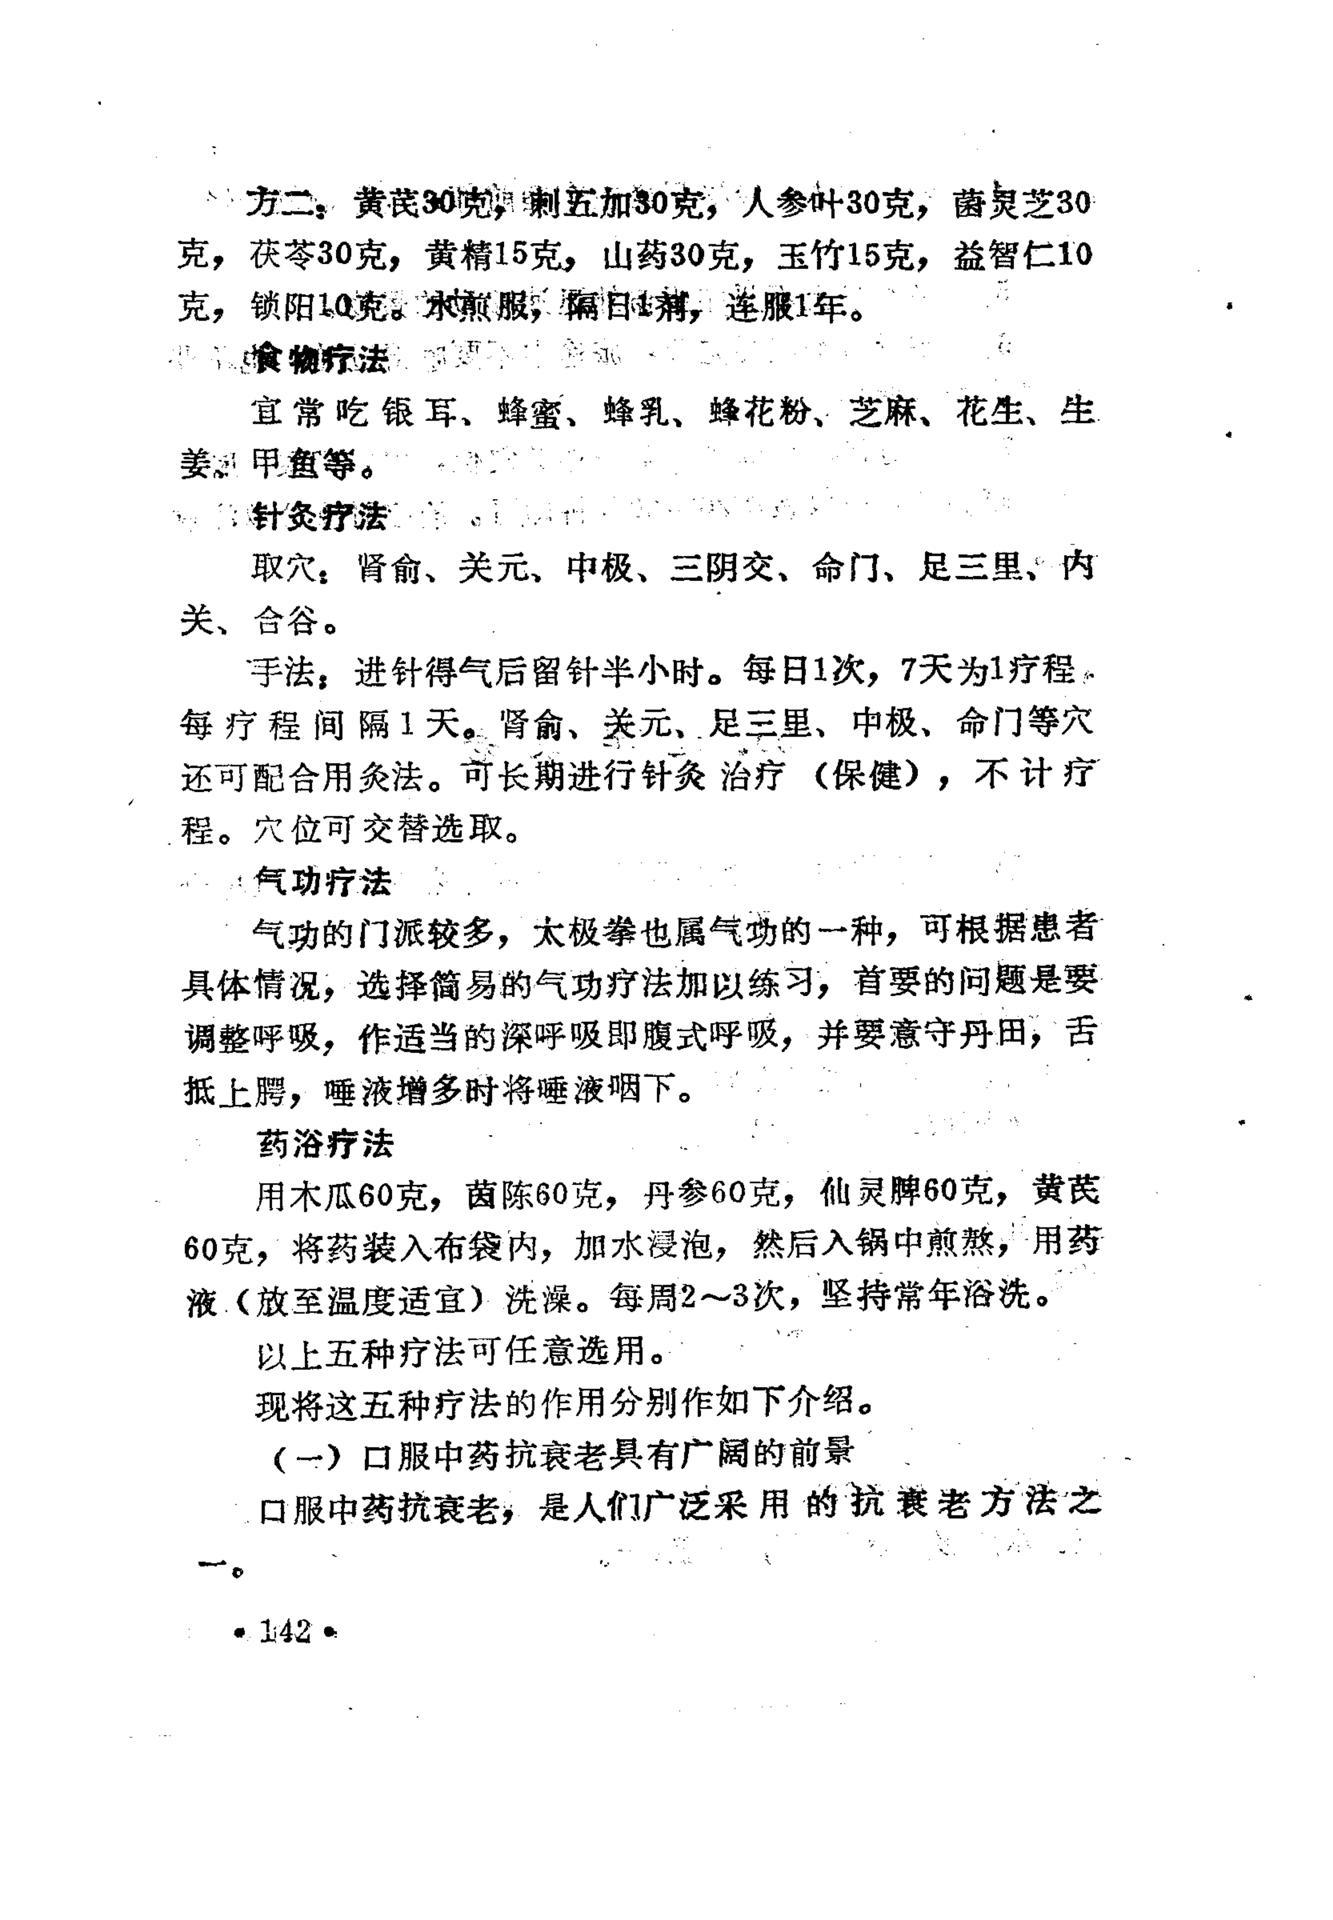 方二：黄芪30克，刺五加30克，人参叶30克，菌灵芝30
克，茯苓30克，黄精15克，山药30克，玉竹15克，益智仁10
克，锁阳10克。水煎服，隔日1剂，连服1年。
食物疗法
宜常吃银耳、蜂蜜、蜂乳、蜂花粉、芝麻、花生、生
姜、甲鱼等。
针灸疗法
取穴：肾俞、关元、中极、三阴交、命门、足三里、内
关、合谷。
手法：进针得气后留针半小时。每日1次，7天为1疗程。
每疗程间隔1天。肾俞、关元、足三里、中极、命门等穴
还可配合用灸法。可长期进行针灸治疗（保健），不计疗
程。穴位可交替选取。
气功疗法
气功的门派较多，太极拳也属气功的一种，可根据患者
具体情况，选择简易的气功疗法加以练习，首要的问题是要
调整呼吸，作适当的深呼吸即腹式呼吸，并要意守丹田，舌
抵上腭，唾液增多时将唾液咽下。
药浴疗法
用木瓜60克，茵陈60克，丹参60克，仙灵脾60克，黄芪
60克，将药装入布袋内，加水浸泡，然后入锅中煎熬，用药
液（放至温度适宜）洗澡。每周2～3次，坚持常年浴洗。
以上五种疗法可任意选用。
现将这五种疗法的作用分别作如下介绍。
（一）口服中药抗衰老具有广阔的前景
口服中药抗衰老，是人们广泛采用的抗衰老方法之
一。
•142•